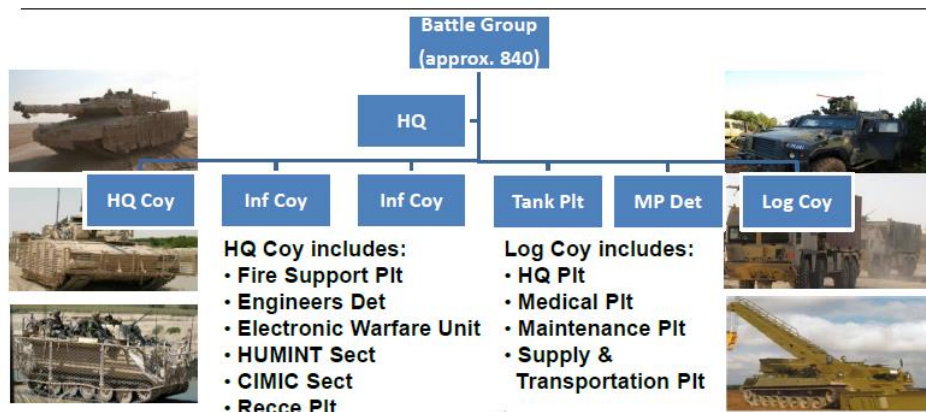 Battle Group
(approx. 840)
HQ
HQ Coy
Inf Coy
Inf Coy
Tank Plt
MP Det
Log Coy
HQ Coy includes:
• Fire Support Plt
• Engineers Det
• Electronic Warfare Unit
• HUMINT Sect
• CIMIC Sect
• Recce Plt
Log Coy includes:
• HQ Plt
• Medical Plt
• Maintenance Plt
• Supply &
Transportation Plt